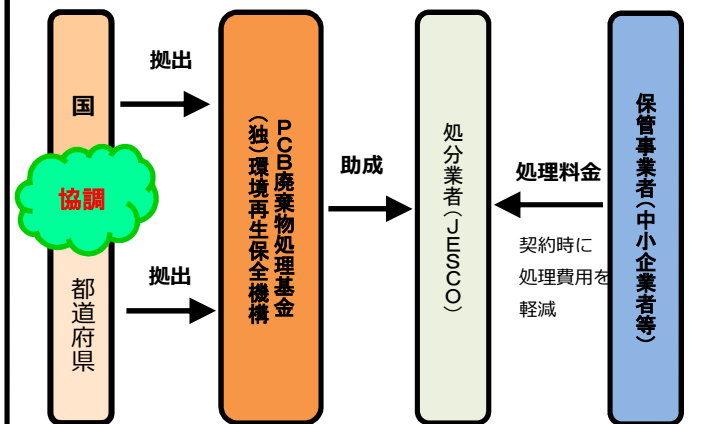 国
協調
都道府県
拠出
拠出
PCB廃棄物処理基金
（独）環境再生保全機構
助成
処分業者（JESCO）
処理料金
契約時に
処理費用を
軽減
保管事業者（中小企業者等）